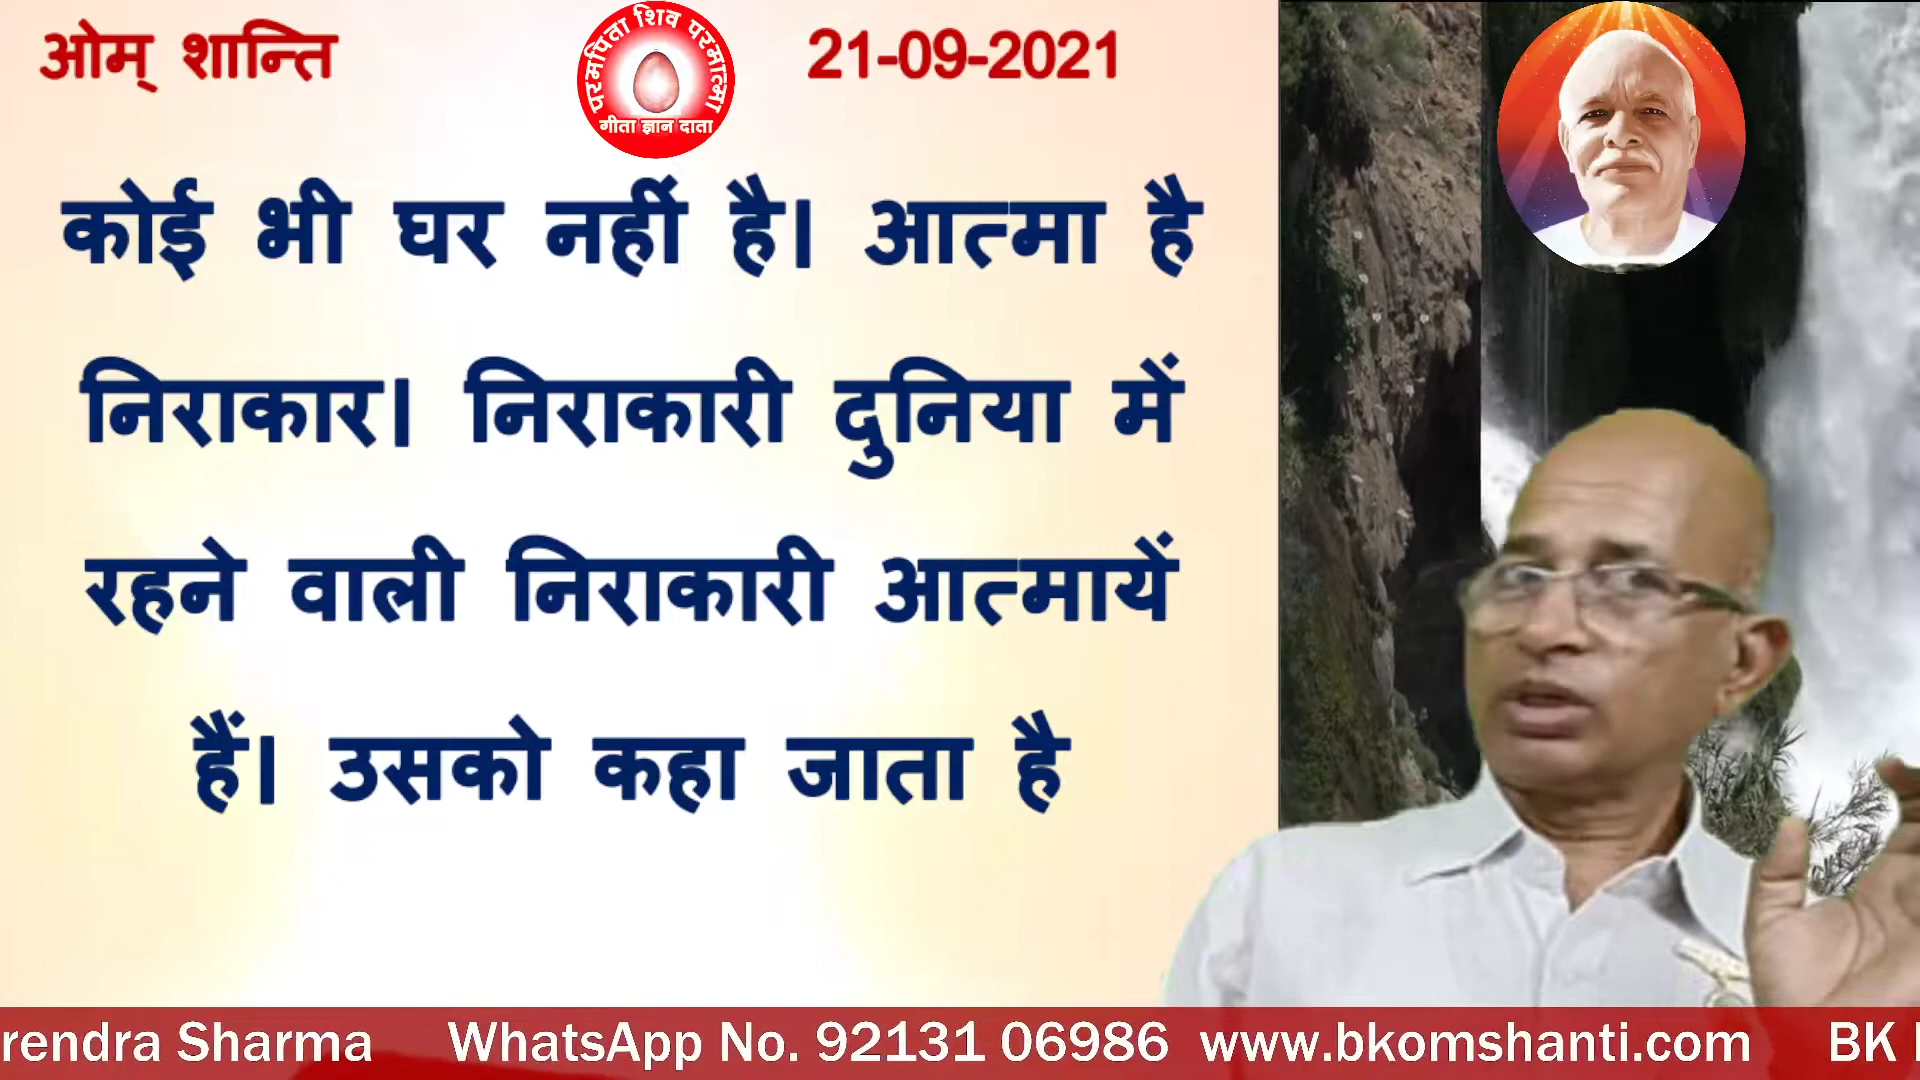 ओम् शान्ति
परमपिता शिव परमात्मा
गीता ज्ञान दाता
21-09-2021
कोई भी घर नहीं है। आत्मा है
निराकार। निराकारी दुनिया में
रहने वाली निराकारी आत्मायें
हैं। उसको कहा जाता है
rendra Sharma WhatsApp No. 92131 06986 www.bkomshanti.com BK